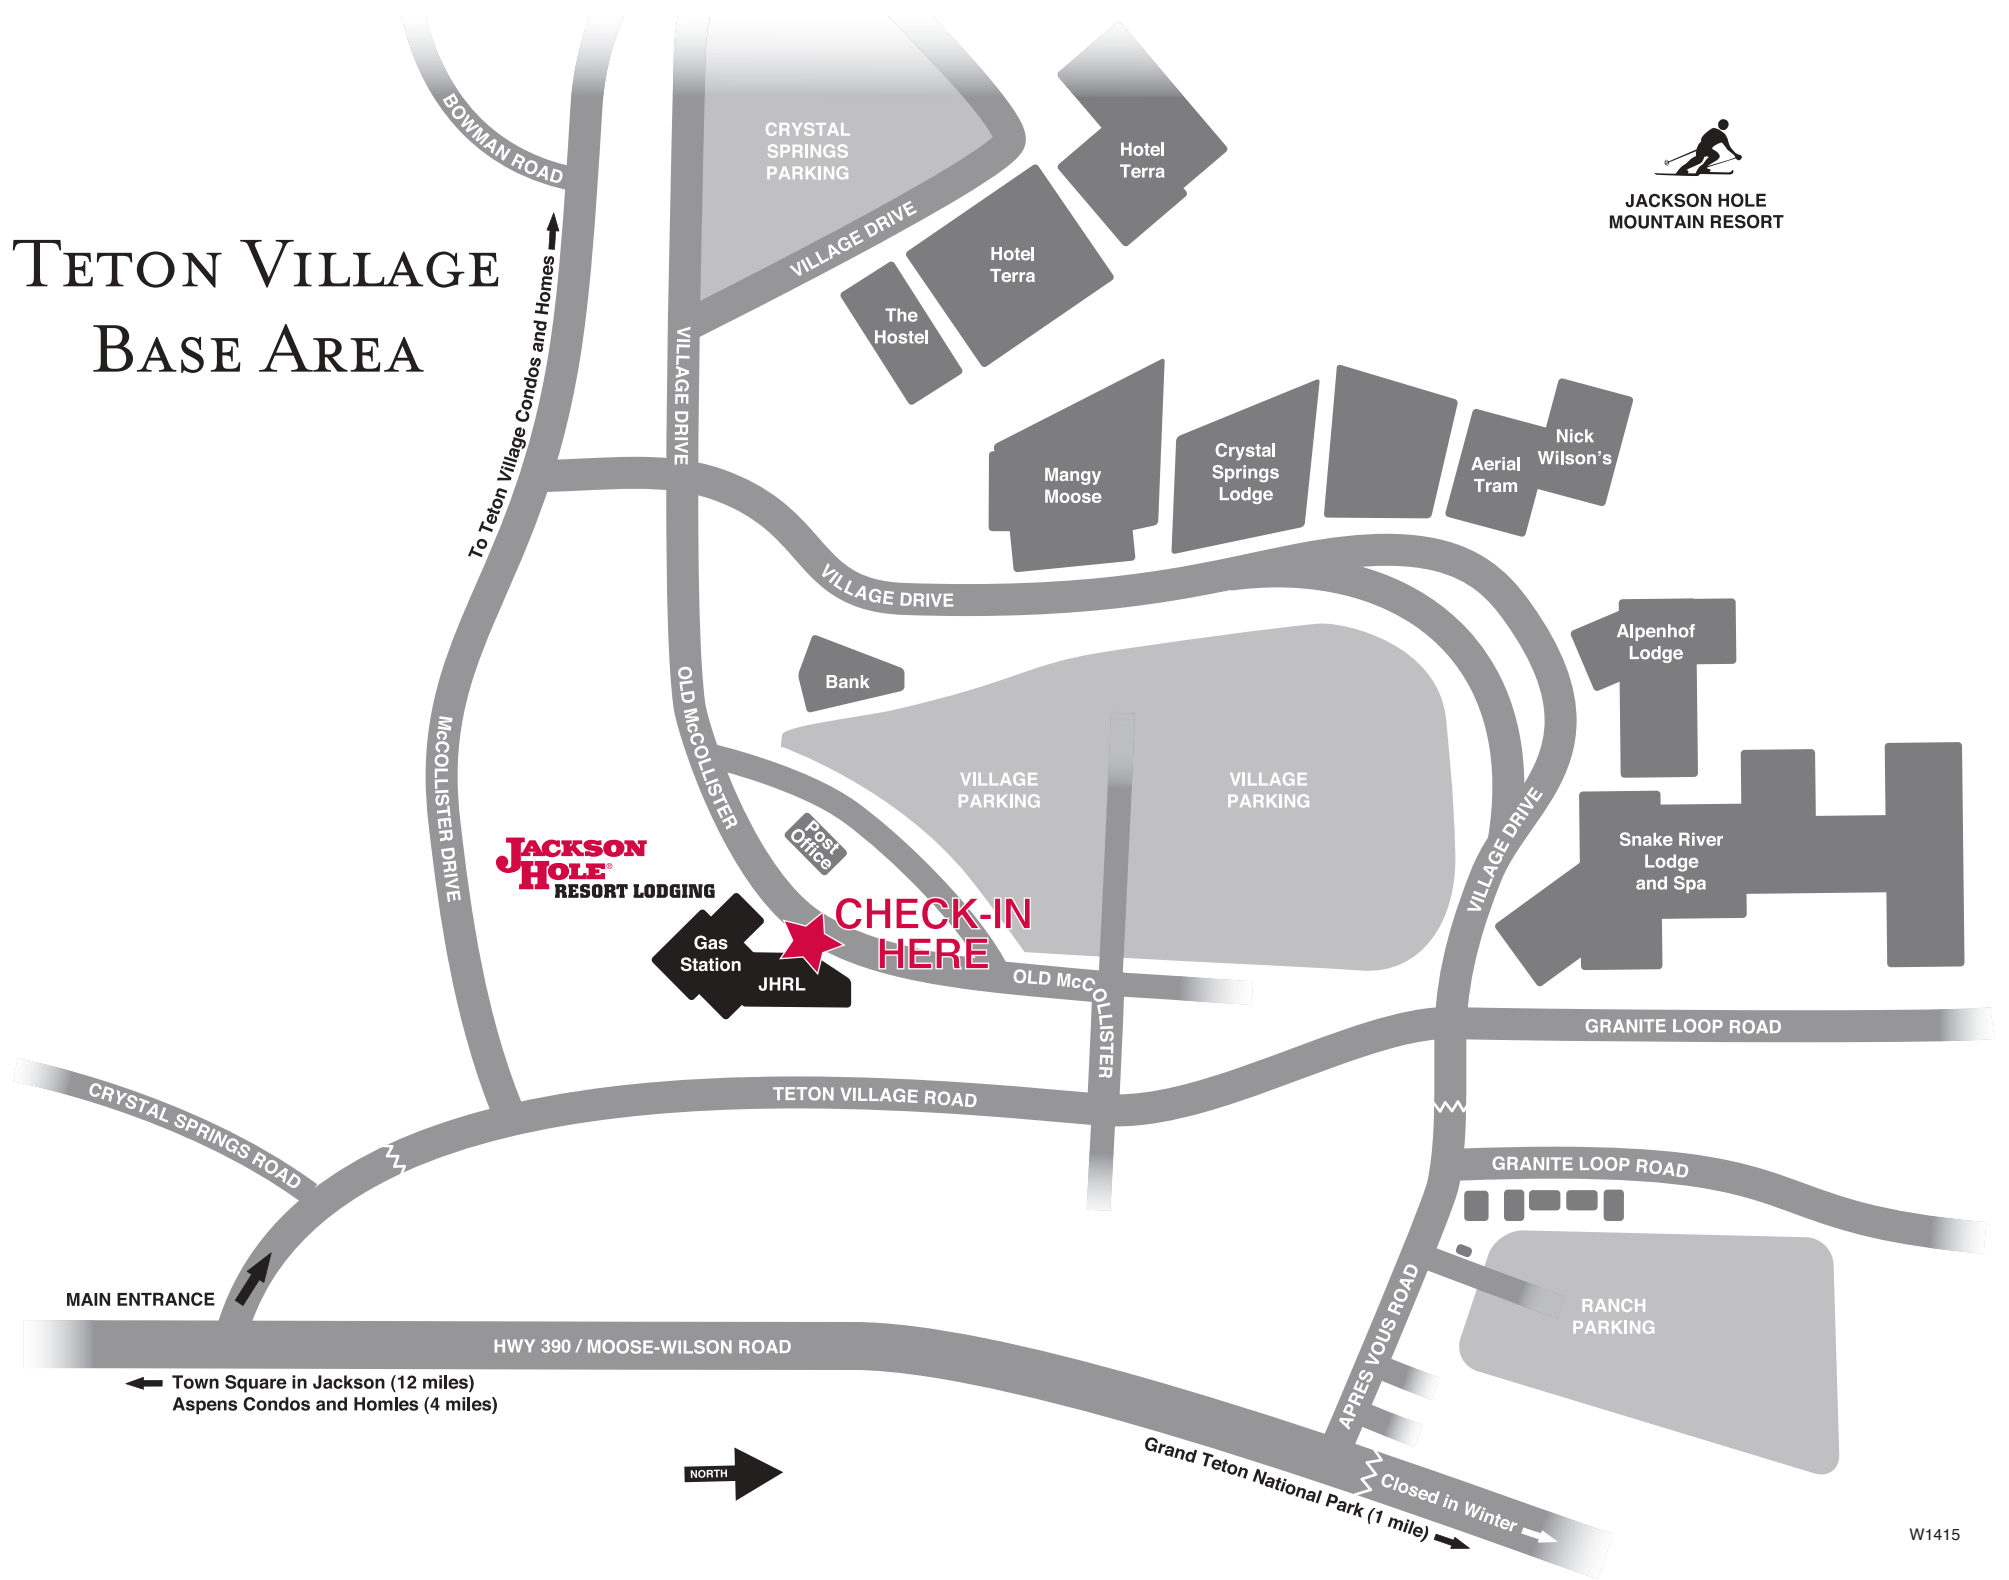 TETON VILLAGE
BASE AREA
BOWMAN ROAD
To Teton Village Condos and Homes
CRYSTAL
SPRINGS
PARKING
VILLAGE DRIVE
VILLAGE DRIVE
Hotel
Terra
Hotel
Terra
The
Hostel
JACKSON HOLE
MOUNTAIN RESORT
Mangy
Moose
Crystal
Springs
Lodge
Aerial
Tram
Nick
Wilson's
VILLAGE DRIVE
Bank
Alpenhof
Lodge
OLD McCOLLISTER
McCOLLISTER DRIVE
VILLAGE
PARKING
VILLAGE
PARKING
VILLAGE DRIVE
Snake River
Lodge
and Spa
Post
Office
JACKSON
HOLE®
RESORT LODGING
CHECK-IN
HERE
Gas
Station
JHRL
OLD McCOLLISTER
GRANITE LOOP ROAD
TETON VILLAGE ROAD
CRYSTAL SPRINGS ROAD
GRANITE LOOP ROAD
MAIN ENTRANCE
APRES VOUS ROAD
RANCH
PARKING
HWY 390 / MOOSE-WILSON ROAD
Town Square in Jackson (12 miles)
Aspens Condos and Homles (4 miles)
NORTH
Grand Teton National Park (1 mile)
Closed in Winter
W1415